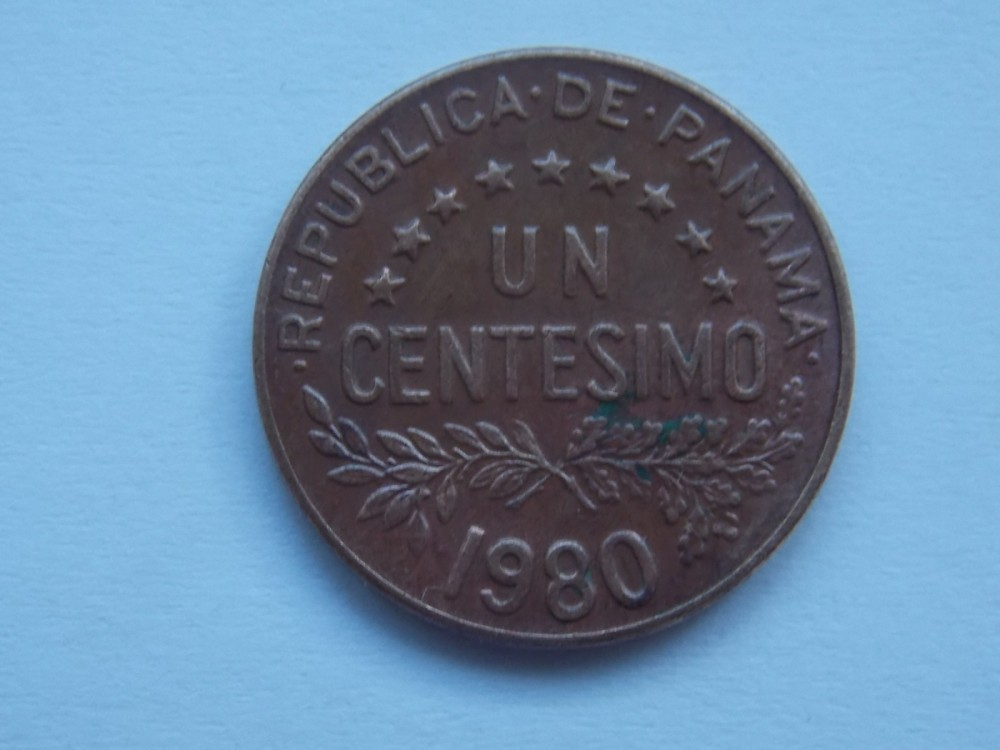 ·REPUBLICA·DE·PANAMA·
UN
CENTESIMO
1980